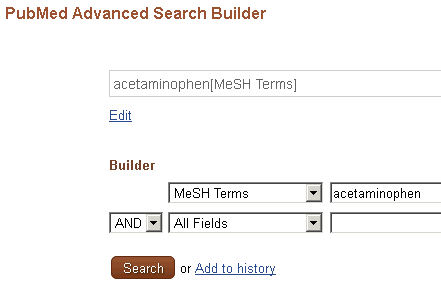 PubMed Advanced Search Builder
acetaminophen[MeSH Terms]
Edit
Builder
MeSH Terms acetaminophen
AND All Fields
Search or Add to history